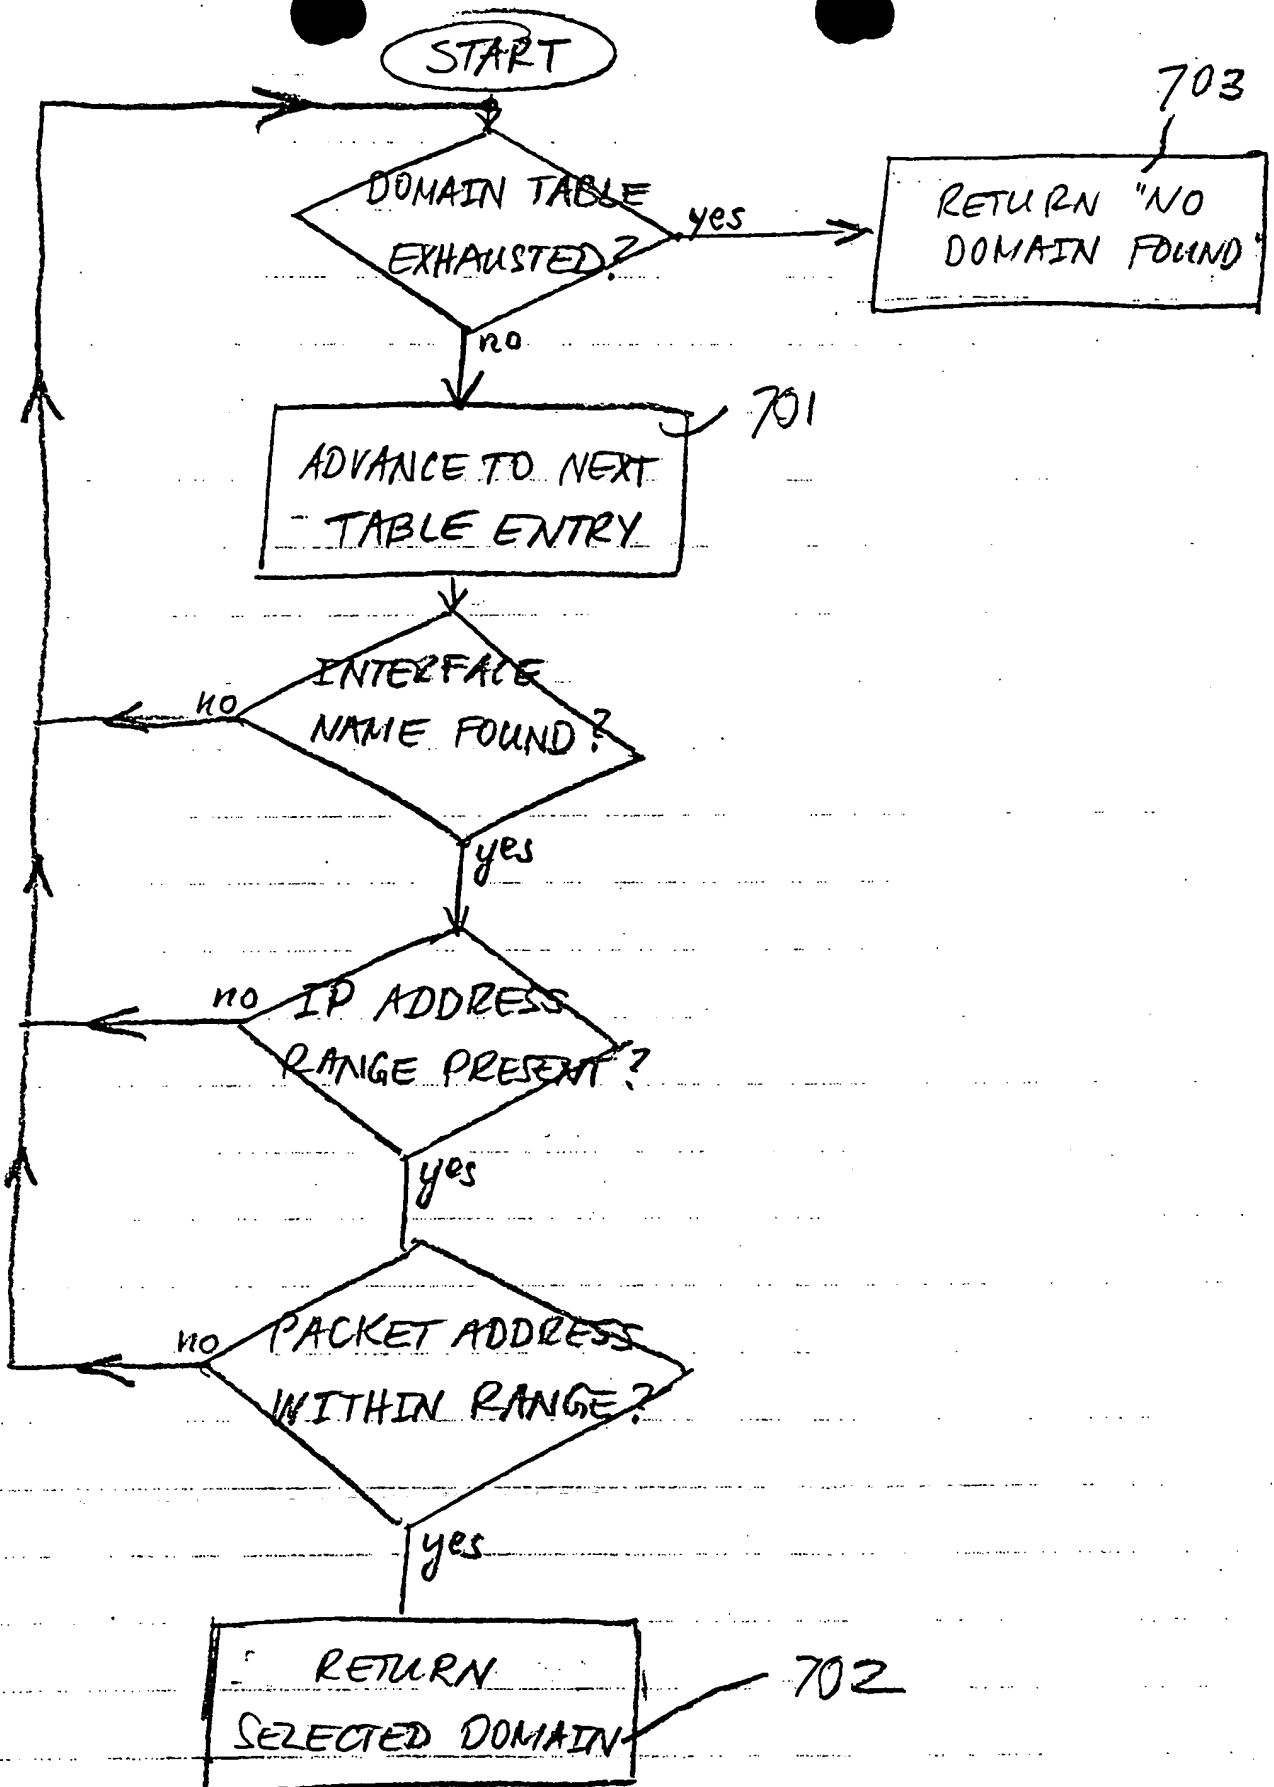 START
703
DOMAIN TABLE
EXHAUSTED?
yes
RETURN "NO
DOMAIN FOUND"
no
701
ADVANCE TO NEXT
TABLE ENTRY
INTERFACE
NAME FOUND?
no
yes
IP ADDRESS
RANGE PRESENT?
no
yes
PACKET ADDRESS
WITHIN RANGE?
no
yes
RETURN
SELECTED DOMAIN
702